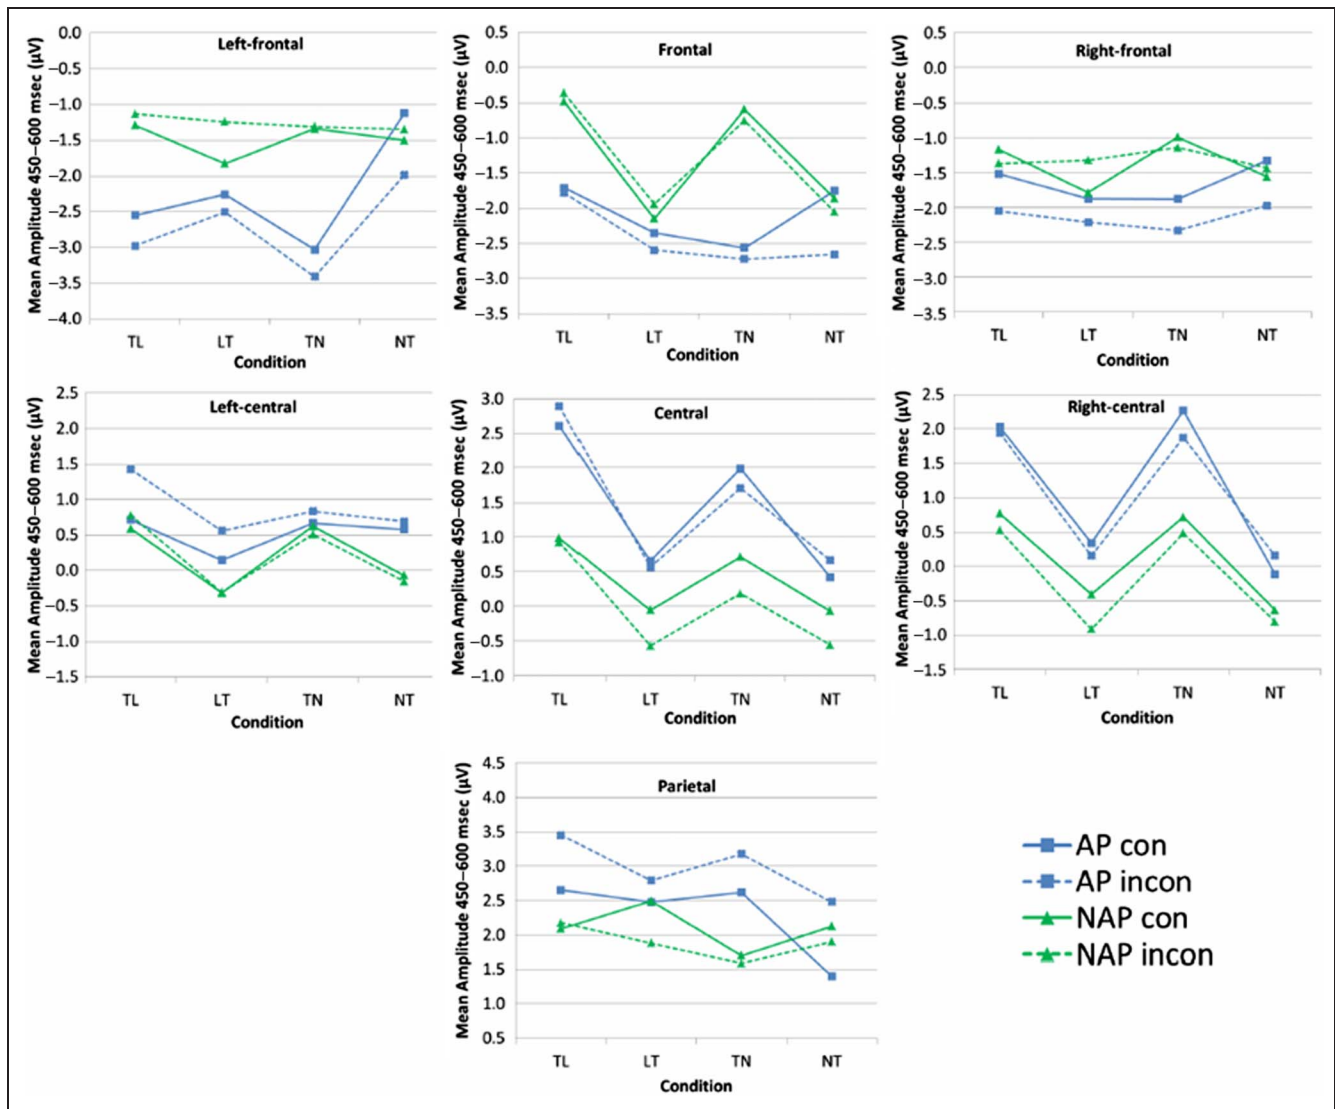 Left-frontal
Mean Amplitude 450–600 msec (µV)
0.0
−0.5
−1.0
−1.5
−2.0
−2.5
−3.0
−3.5
−4.0
TL LT TN NT
Condition
Frontal
Mean Amplitude 450–600 msec (µV)
0.5
0.0
−0.5
−1.0
−1.5
−2.0
−2.5
−3.0
−3.5
TL LT TN NT
Condition
Right-frontal
Mean Amplitude 450–600 msec (µV)
0.5
0.0
−0.5
−1.0
−1.5
−2.0
−2.5
−3.0
−3.5
TL LT TN NT
Condition
Left-central
Mean Amplitude 450–600 msec (µV)
2.5
2.0
1.5
1.0
0.5
0.0
−0.5
−1.0
−1.5
TL LT TN NT
Condition
Central
Mean Amplitude 450–600 msec (µV)
3.0
2.5
2.0
1.5
1.0
0.5
0.0
−0.5
−1.0
TL LT TN NT
Condition
Right-central
Mean Amplitude 450–600 msec (µV)
2.5
2.0
1.5
1.0
0.5
0.0
−0.5
−1.0
−1.5
TL LT TN NT
Condition
Parietal
Mean Amplitude 450–600 msec (µV)
4.5
4.0
3.5
3.0
2.5
2.0
1.5
1.0
0.5
TL LT TN NT
Condition
AP con
AP incon
NAP con
NAP incon